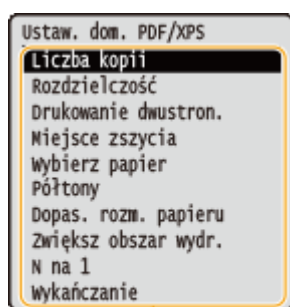 Ustaw. dom. PDF/XPS
Liczba kopii
Rozdzielczość
Drukowanie dwustron.
Miejsce zszycia
Wybierz papier
Półtony
Dopas. rozm. papieru
Zwiększ obszar wydr.
N na 1
Wykańczanie